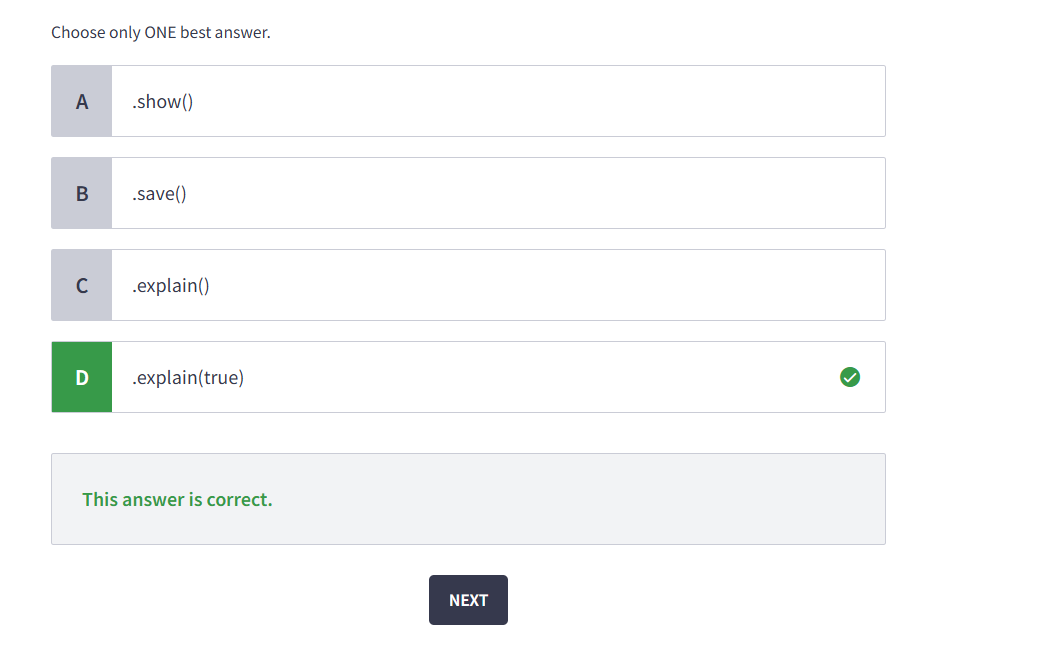 Choose only ONE best answer.
A .show()
B .save()
C .explain()
D .explain(true)
This answer is correct.
NEXT